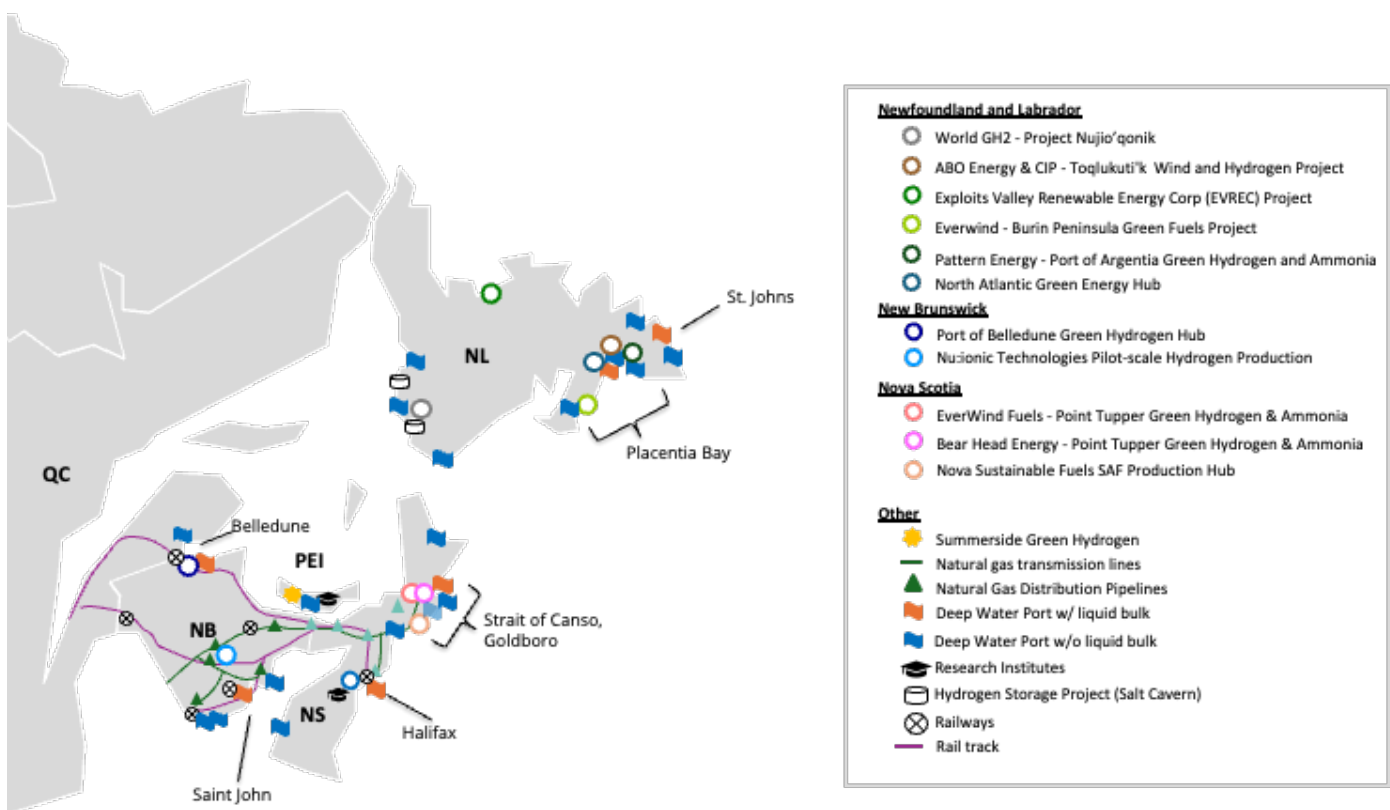 St. Johns
NL
Placentia Bay
QC
Belledune
PEI
Strait of Canso,
Goldboro
NB
NS
Halifax
Saint John
Newfoundland and Labrador
World GH2 - Project Nujio’qonik
ABO Energy & CIP - Toqlukuti'k Wind and Hydrogen Project
Exploits Valley Renewable Energy Corp (EVREC) Project
Everwind - Burin Peninsula Green Fuels Project
Pattern Energy - Port of Argentia Green Hydrogen and Ammonia
North Atlantic Green Energy Hub
New Brunswick
Port of Belledune Green Hydrogen Hub
Nu:ionic Technologies Pilot-scale Hydrogen Production
Nova Scotia
EverWind Fuels - Point Tupper Green Hydrogen & Ammonia
Bear Head Energy - Point Tupper Green Hydrogen & Ammonia
Nova Sustainable Fuels SAF Production Hub
Other
Summerside Green Hydrogen
Natural gas transmission lines
Natural Gas Distribution Pipelines
Deep Water Port w/ liquid bulk
Deep Water Port w/o liquid bulk
Research Institutes
Hydrogen Storage Project (Salt Cavern)
Railways
Rail track